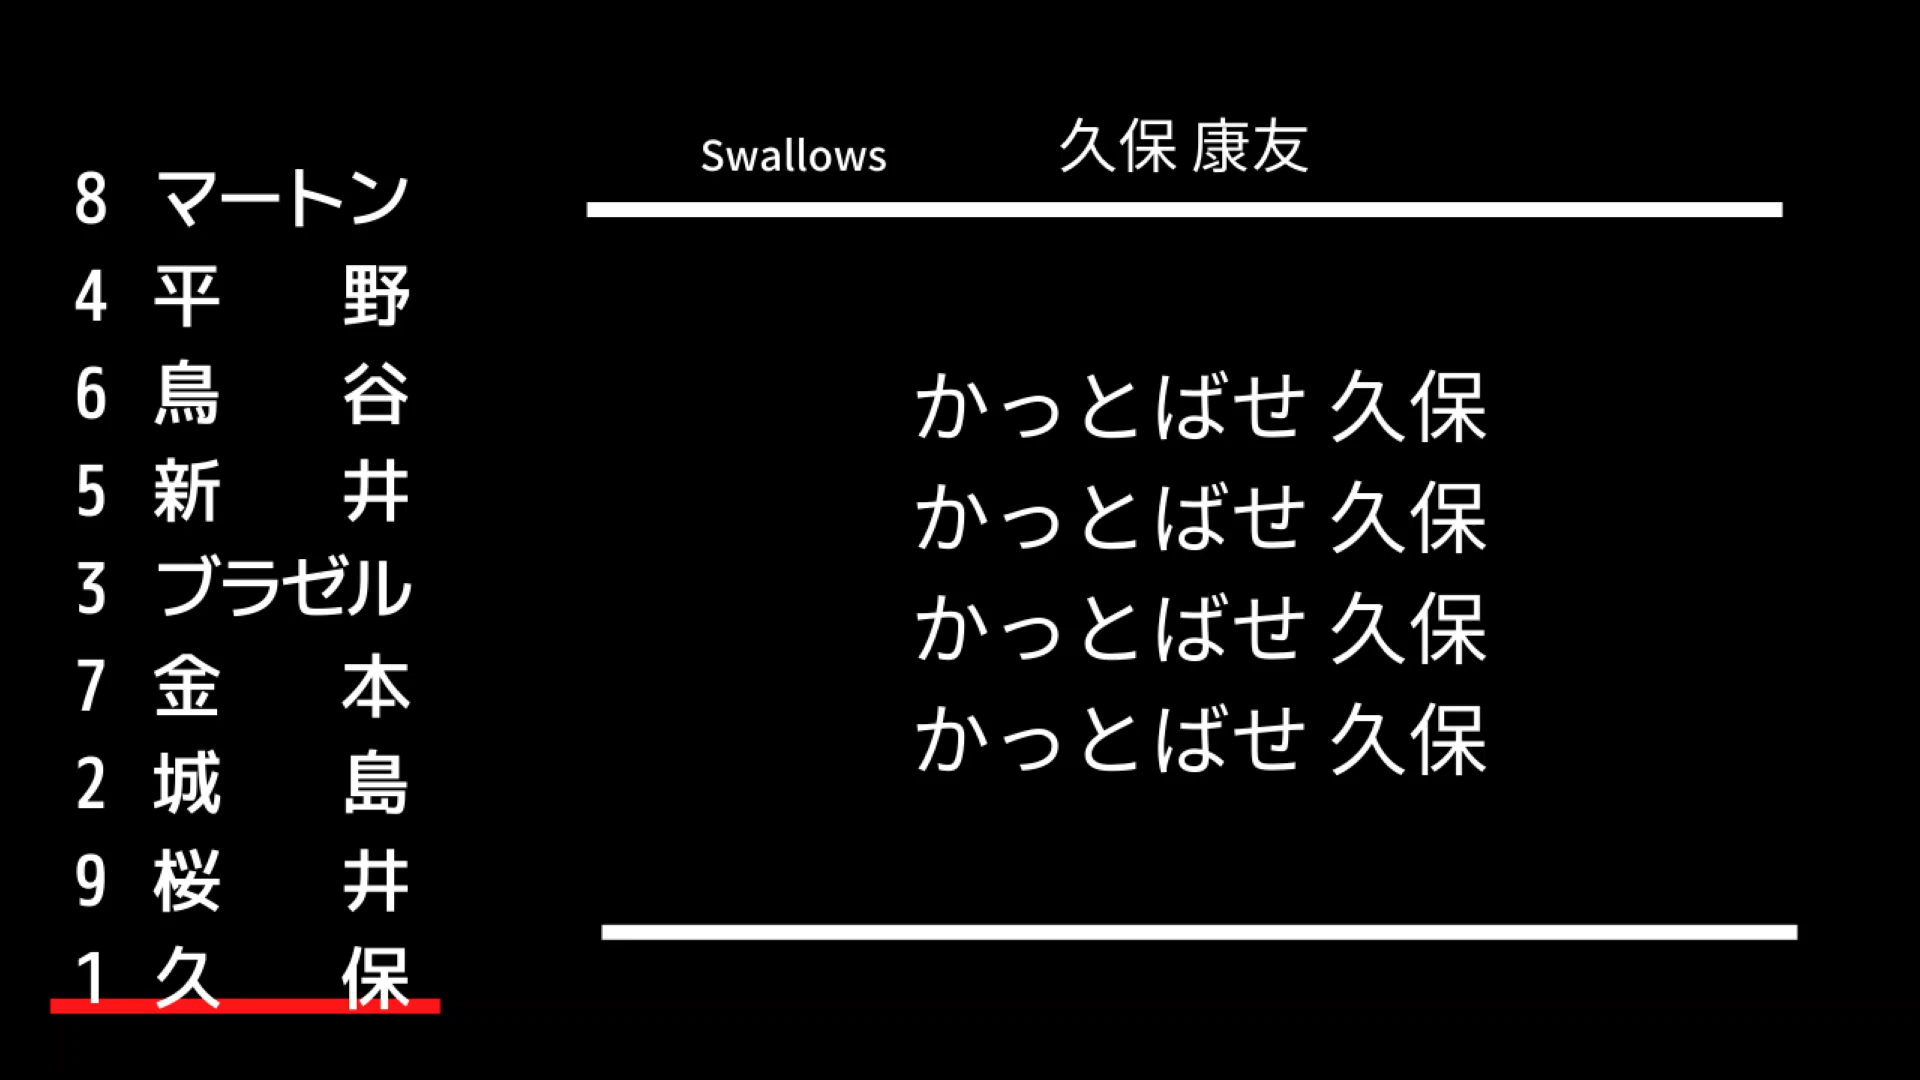 8 マートン
4 平 野
6 鳥 谷
5 新 井
3 ブラゼル
7 金 本
2 城 島
9 桜 井
1 久 保
Swallows 久保 康友
かっとばせ 久保
かっとばせ 久保
かっとばせ 久保
かっとばせ 久保